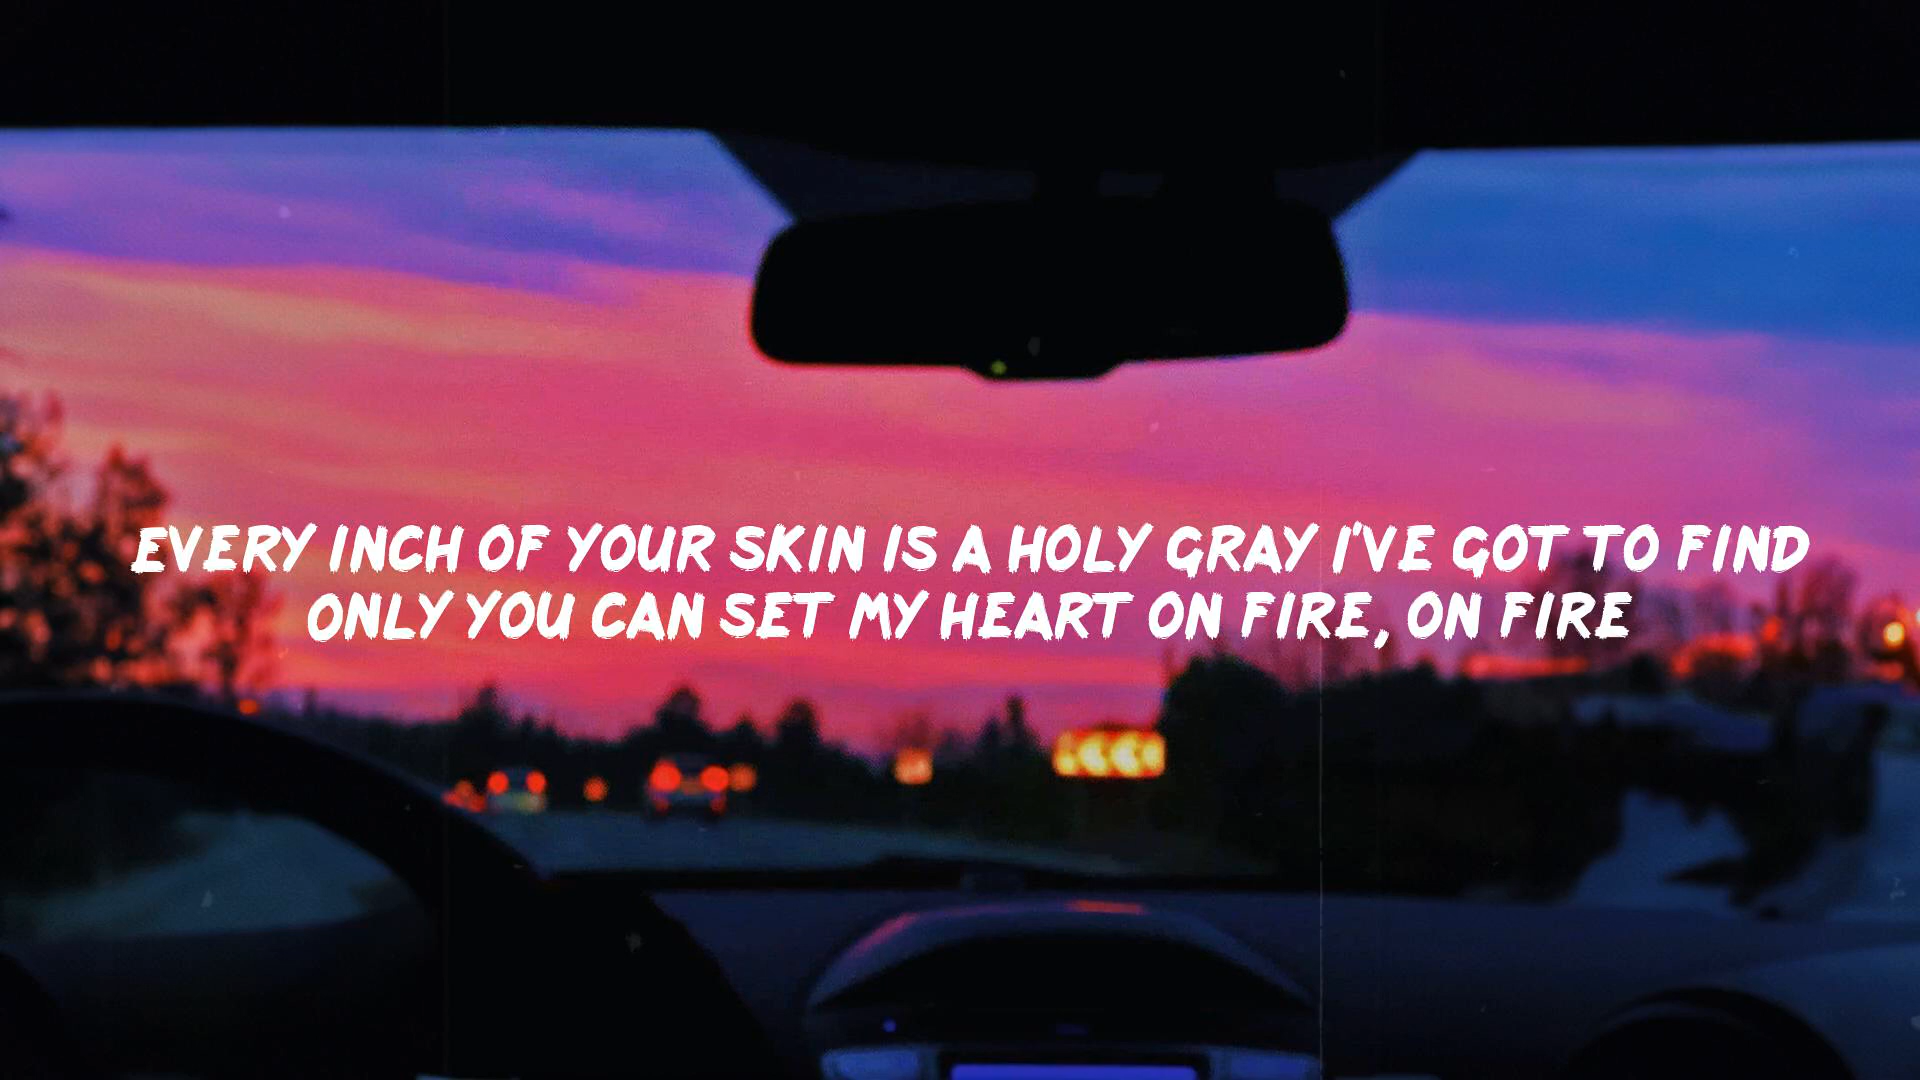 EVERY INCH OF YOUR SKIN IS A HOLY GRAY I'VE GOT TO FIND
ONLY YOU CAN SET MY HEART ON FIRE, ON FIRE